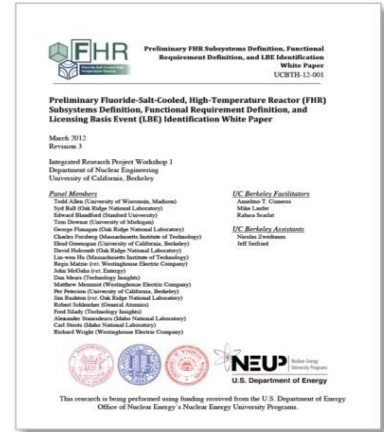 FHR
Preliminary FHR Subsystems Definition, Functional
Requirement Definition, and LBE Identification
White Paper
UCBTH-12-001
Preliminary Fluoride-Salt-Cooled, High-Temperature Reactor (FHR)
Subsystems Definition, Functional Requirement Definition, and
Licensing Basis Event (LBE) Identification White Paper
March 2012
Revision 3
Integrated Research Project Workshop 1
Department of Nuclear Engineering
University of California, Berkeley
Panel Members
Todd Allen (University of Wisconsin, Madison)
Syd Ball (Oak Ridge National Laboratory)
Edward Blandford (Stanford University)
Tom Downar (University of Michigan)
George Flanagan (Oak Ridge National Laboratory)
Charles Forsberg (Massachusetts Institute of Technology)
Ehud Greenspan (University of California, Berkeley)
David Holcomb (Oak Ridge National Laboratory)
Lin-wen Hu (Massachusetts Institute of Technology)
Regis Matzie (ret. Westinghouse Electric Company)
John McGaha (ret. Entergy)
Dan Mears (Technology Insights)
Matthew Memmott (Westinghouse Electric Company)
Per Peterson (University of California, Berkeley)
Jim Rushton (ret. Oak Ridge National Laboratory)
Robert Schleicher (General Atomics)
Fred Silady (Technology Insights)
Alexander Stanculescu (Idaho National Laboratory)
Carl Stoots (Idaho National Laboratory)
Richard Wright (Westinghouse Electric Company)
UC Berkeley Facilitators
Anselmo T. Cisneros
Mike Laufer
Raluca Scarlat
UC Berkeley Assistants
Nicolas Zweibaum
Jeff Seifried
NEUP
Nuclear Energy
University Programs
U.S. Department of Energy
This research is being performed using funding received from the U.S. Department of Energy
Office of Nuclear Energy's Nuclear Energy University Programs.